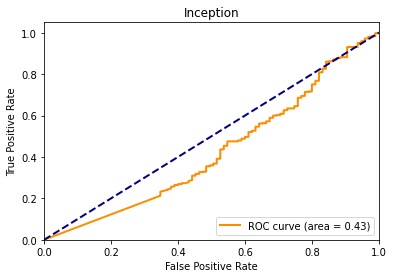 Inception
True Positive Rate
1.0
0.8
0.6
0.4
0.2
0.0
ROC curve (area = 0.43)
0.0 0.2 0.4 0.6 0.8 1.0
False Positive Rate